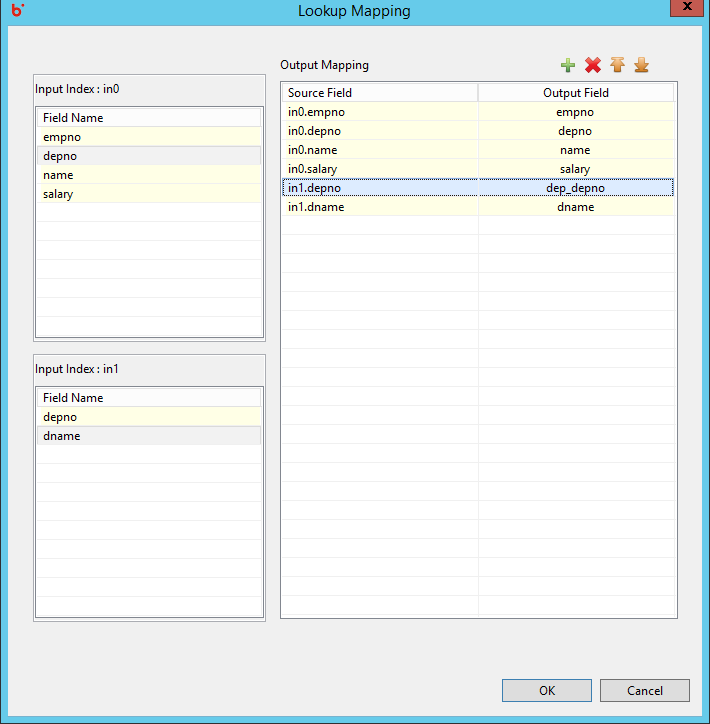 Lookup Mapping
x
Input Index : in0
Field Name
empno
depno
name
salary
Input Index : in1
Field Name
depno
dname
Output Mapping
Source Field Output Field
in0.empno empno
in0.depno depno
in0.name name
in0.salary salary
in1.depno dep_depno
in1.dname dname
OK Cancel